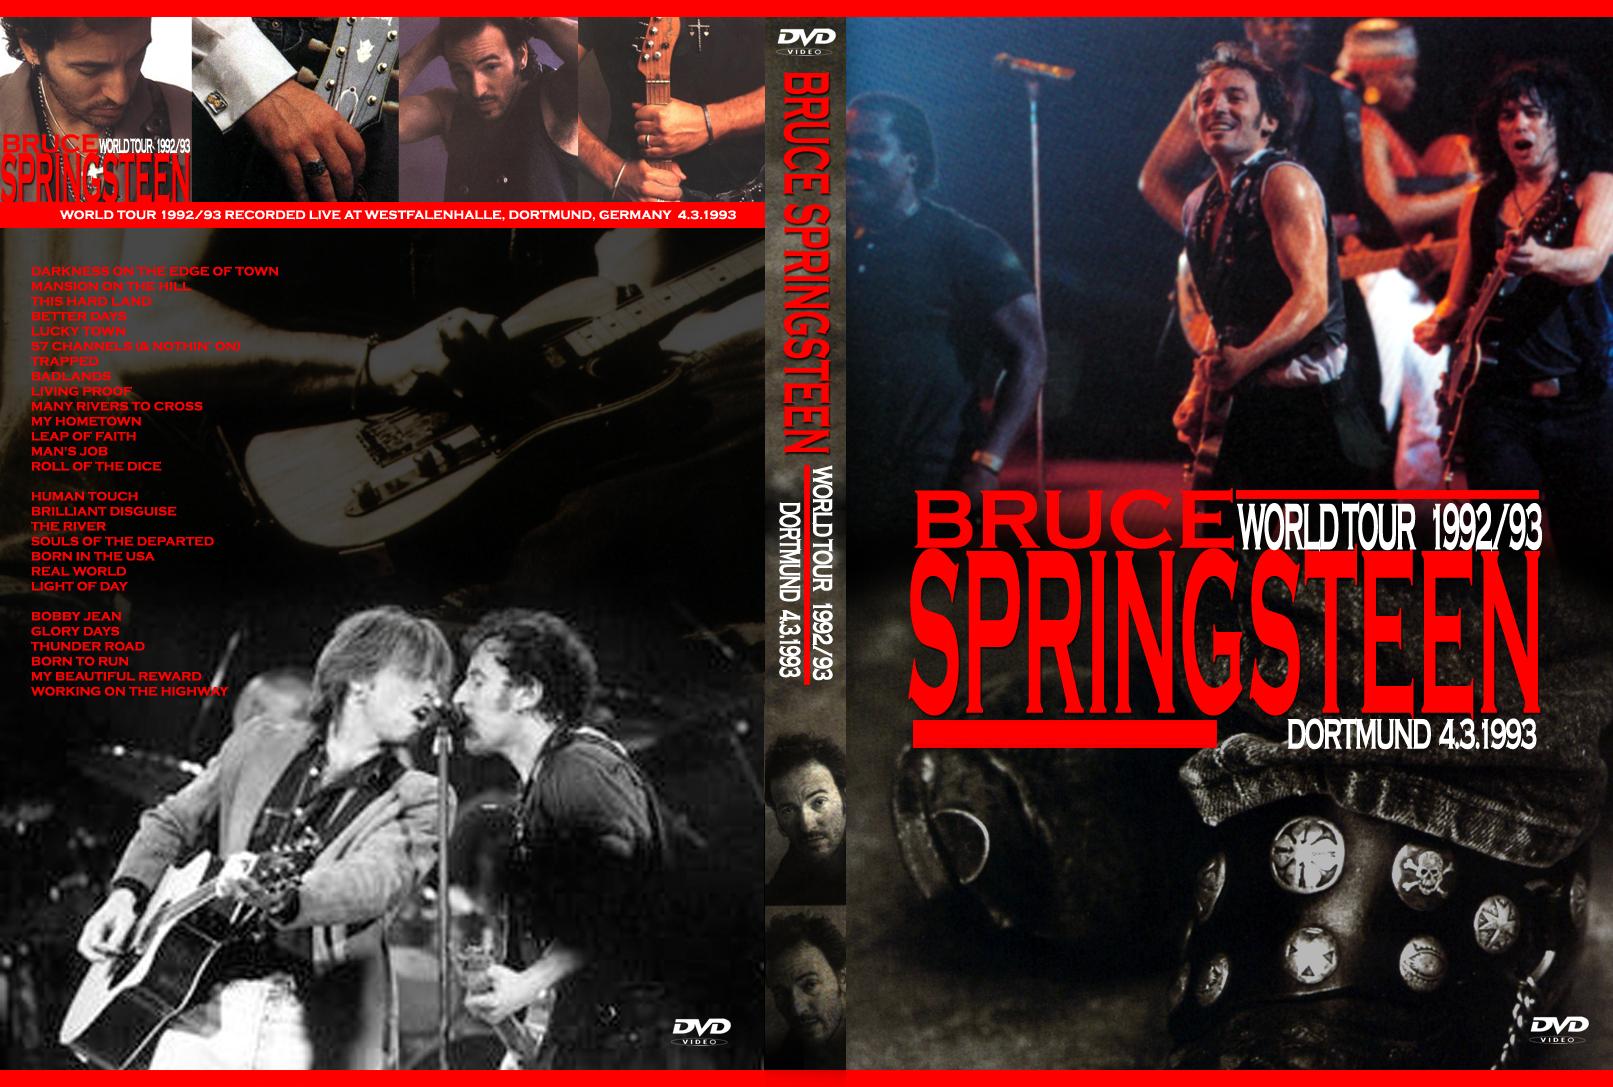 BRUCE WORLD TOUR 1992/93
SPRINGSTEEN
WORLD TOUR 1992/93 RECORDED LIVE AT WESTFALENHALLE, DORTMUND, GERMANY 4.3.1993
DARKNESS ON THE EDGE OF TOWN
MANSION ON THE HILL
THIS HARD LAND
BETTER DAYS
LUCKY TOWN
57 CHANNELS (& NOTHIN' ON)
TRAPPED
BADLANDS
LIVING PROOF
MANY RIVERS TO CROSS
MY HOMETOWN
LEAP OF FAITH
MAN'S JOB
ROLL OF THE DICE
HUMAN TOUCH
BRILLIANT DISGUISE
THE RIVER
SOULS OF THE DEPARTED
BORN IN THE USA
REAL WORLD
LIGHT OF DAY
BOBBY JEAN
GLORY DAYS
THUNDER ROAD
BORN TO RUN
MY BEAUTIFUL REWARD
WORKING ON THE HIGHWAY
DVD
VIDEO
DVD
VIDEO
BRUCE SPRINGSTEEN
WORLD TOUR 1992/93
DORTMUND 4.3.1993
BRUCE WORLD TOUR 1992/93
SPRINGSTEEN
DORTMUND 4.3.1993
DVD
VIDEO